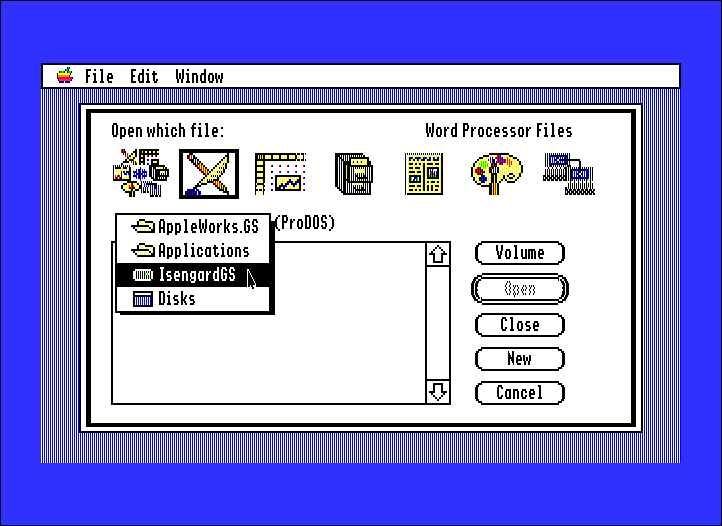 File Edit Window
Open which file: Word Processor Files
(ProDOS)
AppleWorks.GS
Applications
IsengardGS
Disks
Volume
Open
Close
New
Cancel